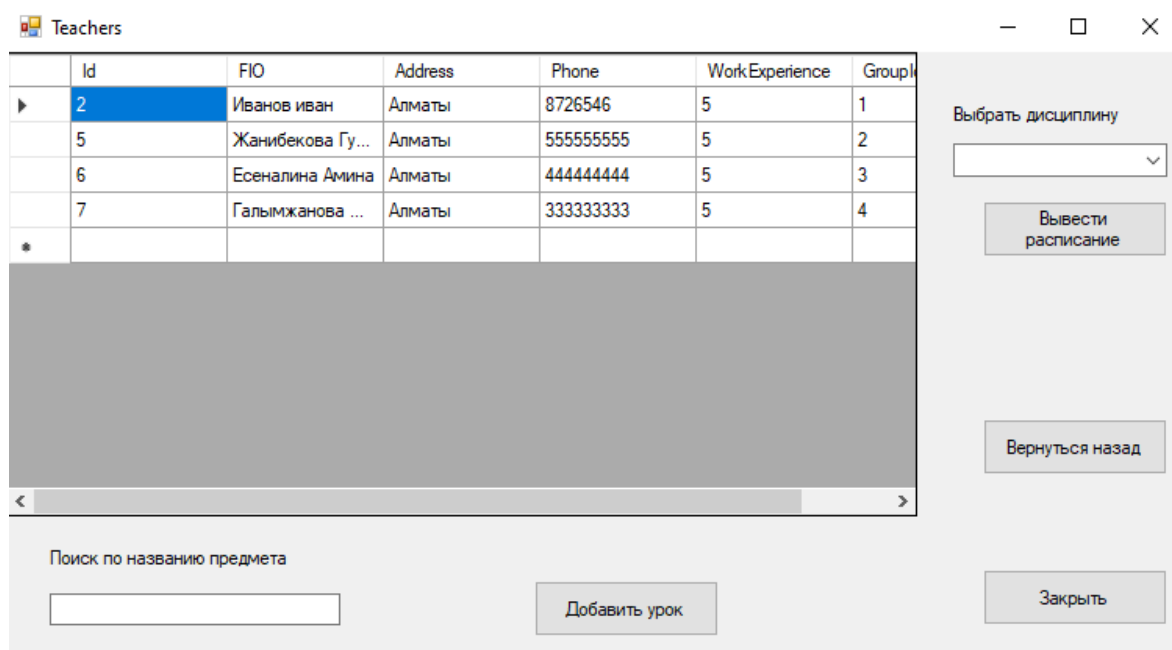 Teachers
Id FIO Address Phone WorkExperience GroupI
2 Иванов иван Алматы 8726546 5 1
5 Жанибекова Гу... Алматы 555555555 5 2
6 Есеналина Амина Алматы 444444444 5 3
7 Галымжанова ... Алматы 333333333 5 4
Выбрать дисциплину
Вывести
расписание
Вернуться назад
Поиск по названию предмета
Добавить урок
Закрыть